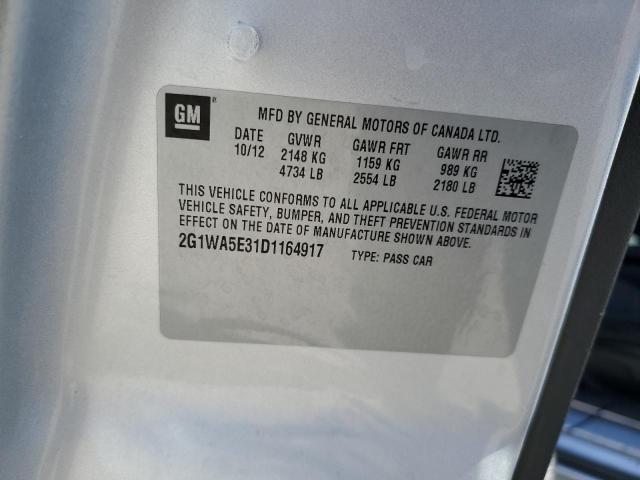 GM ®
MFD BY GENERAL MOTORS OF CANADA LTD.
DATE GVWR GAWR FRT GAWR RR
10/12 2148 KG 1159 KG 989 KG
4734 LB 2554 LB 2180 LB
THIS VEHICLE CONFORMS TO ALL APPLICABLE U.S. FEDERAL MOTOR
VEHICLE SAFETY, BUMPER, AND THEFT PREVENTION STANDARDS IN
EFFECT ON THE DATE OF MANUFACTURE SHOWN ABOVE.
2G1WA5E31D1164917 TYPE: PASS CAR